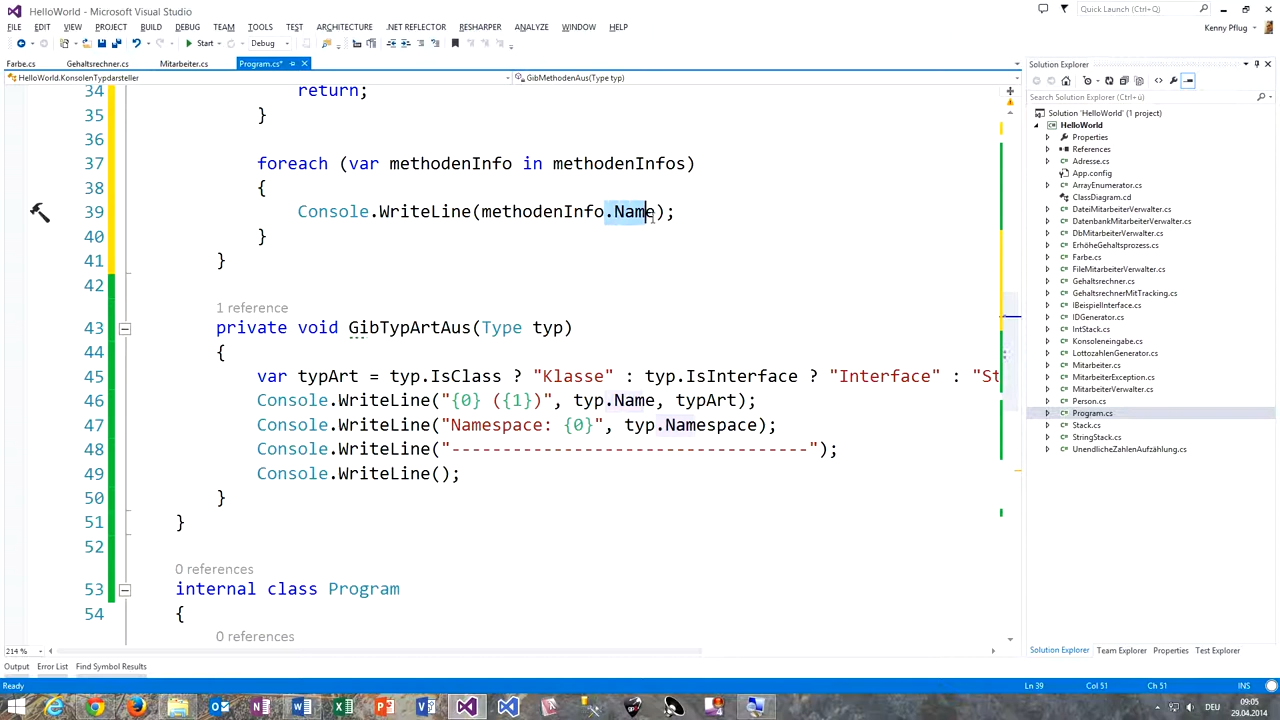 HelloWorld - Microsoft Visual Studio
Quick Launch (Ctrl+Q)
FILE EDIT VIEW PROJECT BUILD DEBUG TEAM TOOLS TEST ARCHITECTURE .NET REFLECTOR RESHARPER ANALYZE WINDOW HELP
Kenny Pflug
Start Debug
Farbe.cs Gehaltsrechner.cs Mitarbeiter.cs Program.cs*
HelloWorld.KonsolenTypdarsteller GibMethodenAus(Type typ)
34 return;
35 }
36
37 foreach (var methodenInfo in methodenInfos)
38 {
39 Console.WriteLine(methodenInfo.Name);
40 }
41 }
42
1 reference
43 private void GibTypArtAus(Type typ)
44 {
45 var typArt = typ.IsClass ? "Klasse" : typ.IsInterface ? "Interface" : "St
46 Console.WriteLine("{0} ({1})", typ.Name, typArt);
47 Console.WriteLine("Namespace: {0}", typ.Namespace);
48 Console.WriteLine("-----------------------------------");
49 Console.WriteLine();
50 }
51 }
52
0 references
53 internal class Program
54 {
0 references
214 %
Solution Explorer
Search Solution Explorer (Ctrl+ü)
Solution 'HelloWorld' (1 project)
HelloWorld
Properties
References
Adresse.cs
App.config
ArrayEnumerator.cs
ClassDiagram.cd
DateiMitarbeiterVerwalter.cs
DatenbankMitarbeiterVerwalter.cs
DbMitarbeiterVerwalter.cs
ErhöheGehaltsprozess.cs
Farbe.cs
FileMitarbeiterVerwalter.cs
Gehaltsrechner.cs
GehaltsrechnerMitTracking.cs
IBeispielInterface.cs
IDGenerator.cs
IntStack.cs
Konsoleneingabe.cs
LottozahlenGenerator.cs
Mitarbeiter.cs
MitarbeiterException.cs
MitarbeiterVerwalter.cs
Person.cs
Program.cs
Stack.cs
StringStack.cs
UnendlicheZahlenAufzählung.cs
Solution Explorer Team Explorer Properties Test Explorer
Output Error List Find Symbol Results
Ready Ln 39 Col 51 Ch 51 INS
DEU 09:05
29.04.2014